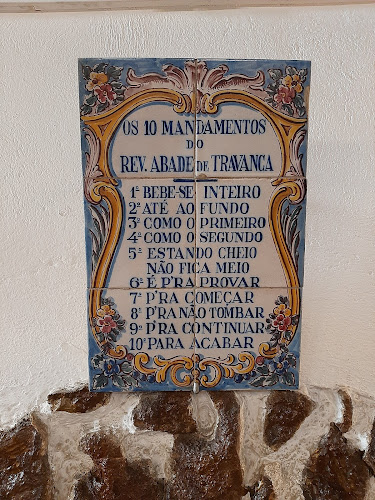 OS 10 MANDAMENTOS
DO
REV. ABADE DE TRAVANCA
1º BEBE-SE INTEIRO
2º ATÉ AO FUNDO
3º COMO O PRIMEIRO
4º COMO O SEGUNDO
5º ESTANDO CHEIO
NÃO FICA MEIO
6º É P'RA PROVAR
7º P'RA COMEÇAR
8º P'RA NÃO TOMBAR
9º P'RA CONTINUAR
10º PARA ACABAR